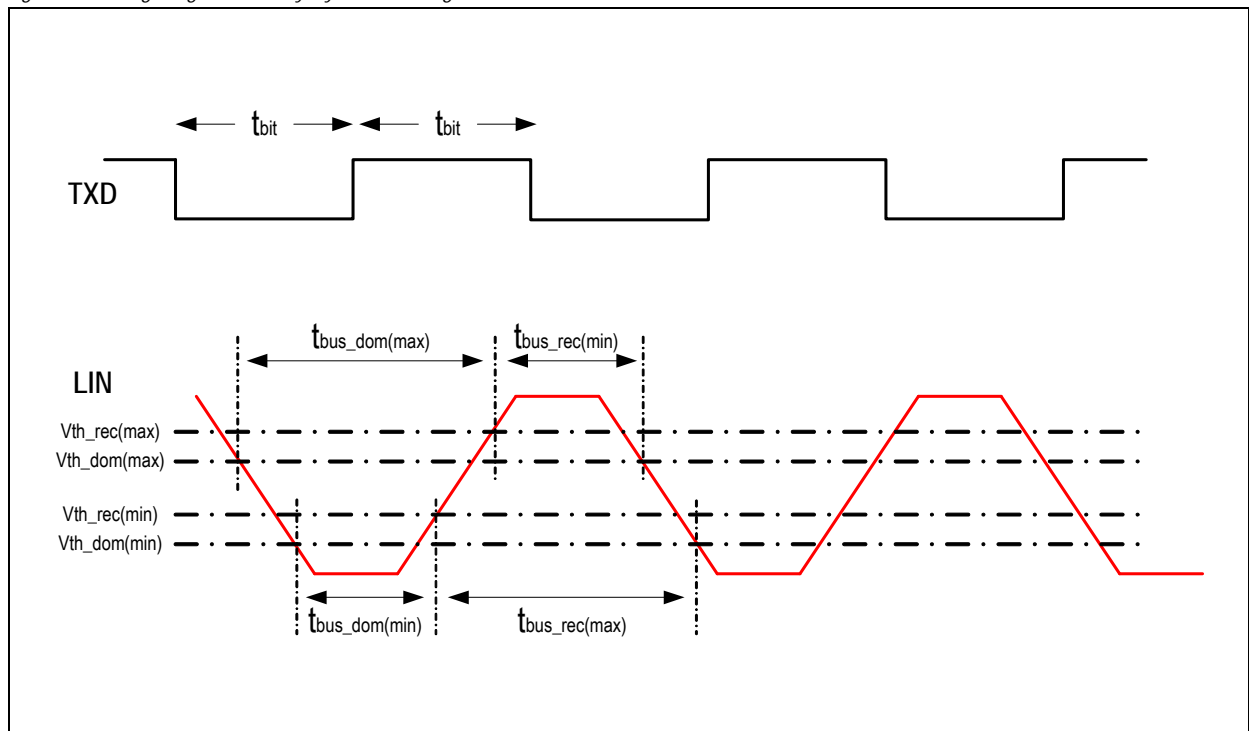 tbit
tbit
TXD
tbus_dom(max)
tbus_rec(min)
LIN
Vth_rec(max)
Vth_dom(max)
Vth_rec(min)
Vth_dom(min)
tbus_dom(min)
tbus_rec(max)